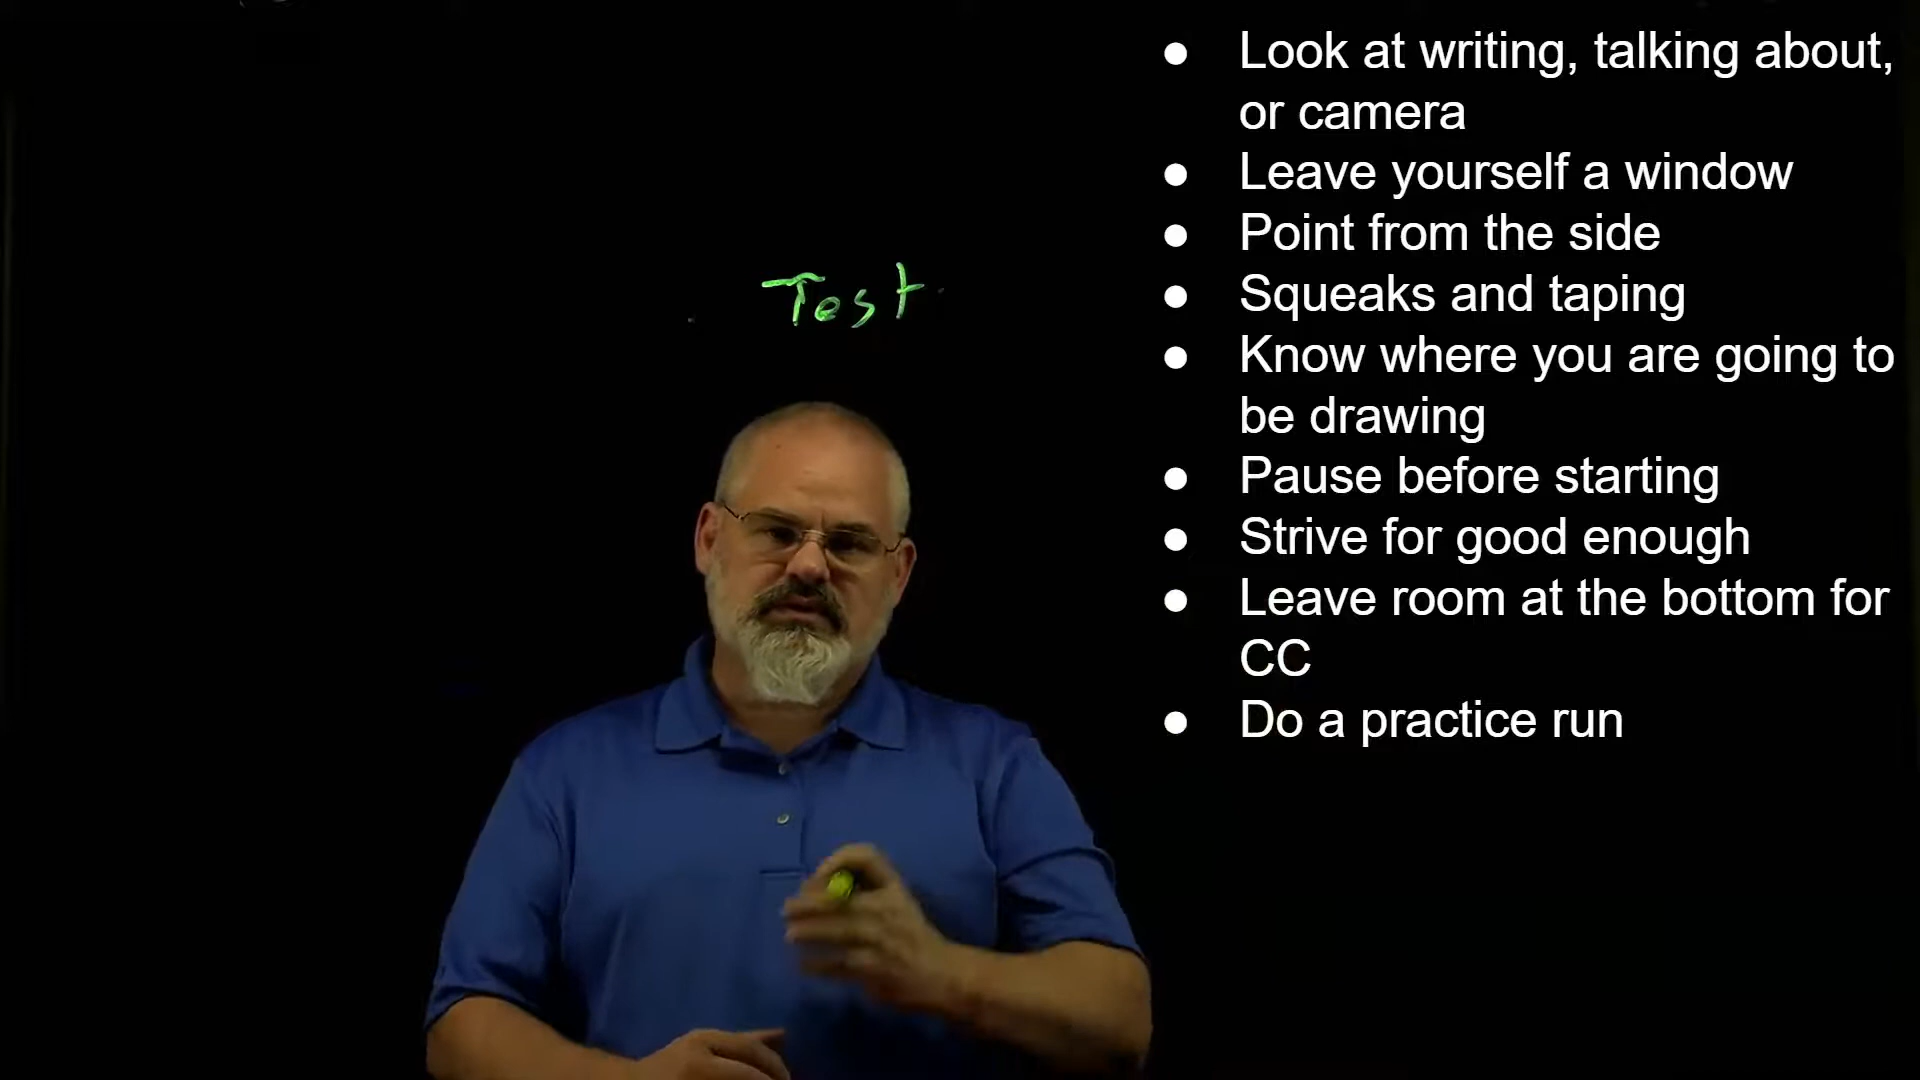 ● Look at writing, talking about,
or camera
● Leave yourself a window
● Point from the side
Test
● Squeaks and taping
● Know where you are going to
be drawing
● Pause before starting
● Strive for good enough
● Leave room at the bottom for
CC
● Do a practice run